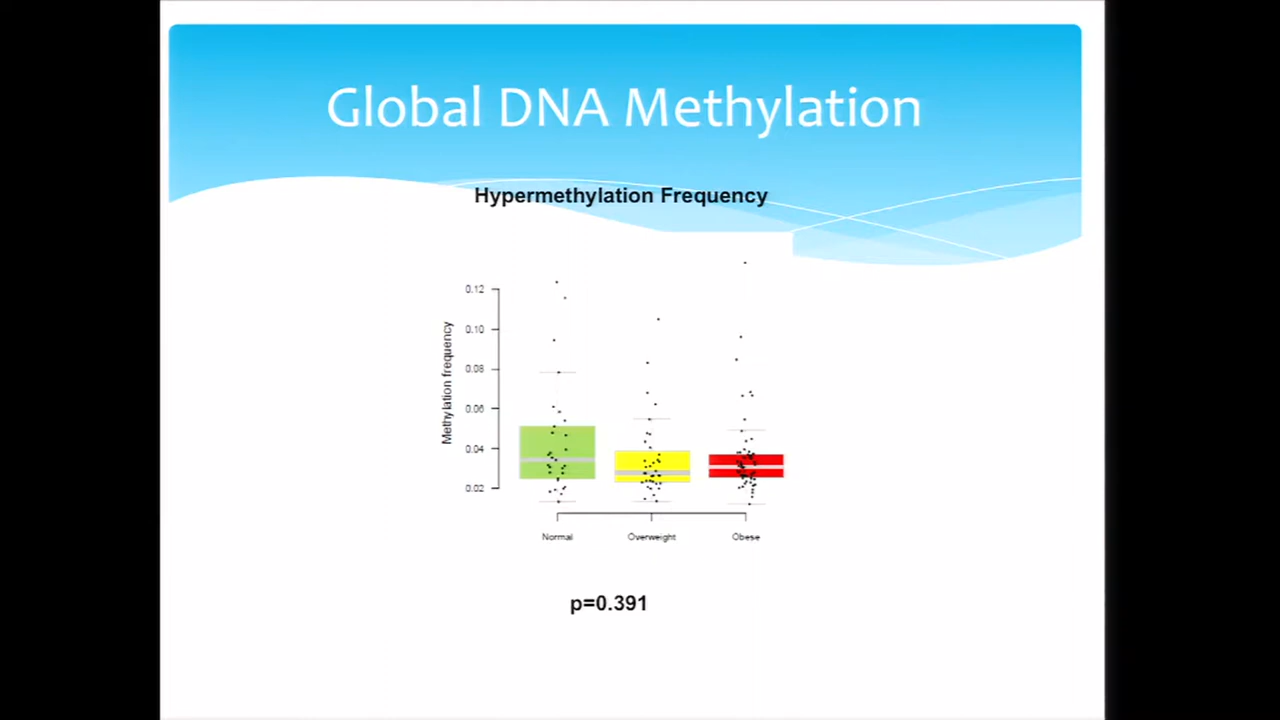 Global DNA Methylation
Hypermethylation Frequency
Methylation frequency
0.12
0.10
0.08
0.06
0.04
0.02
Normal Overweight Obese
p=0.391